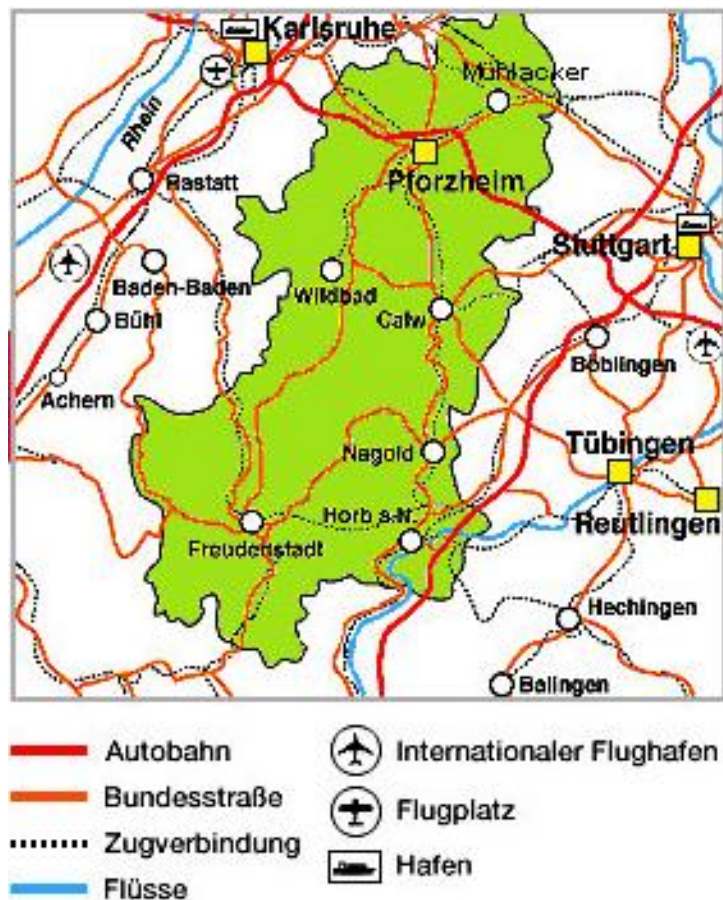 Karlsruhe
Mühlacker
Rhein
Pforzheim
Rastatt
Stuttgart
Baden-Baden
Wildbad
Calw
Bühl
Böblingen
Achern
Nagold
Tübingen
Horb a.N.
Reutlingen
Freudenstadt
Hechingen
Balingen
Autobahn
Bundesstraße
Zugverbindung
Flüsse
Internationaler Flughafen
Flugplatz
Hafen